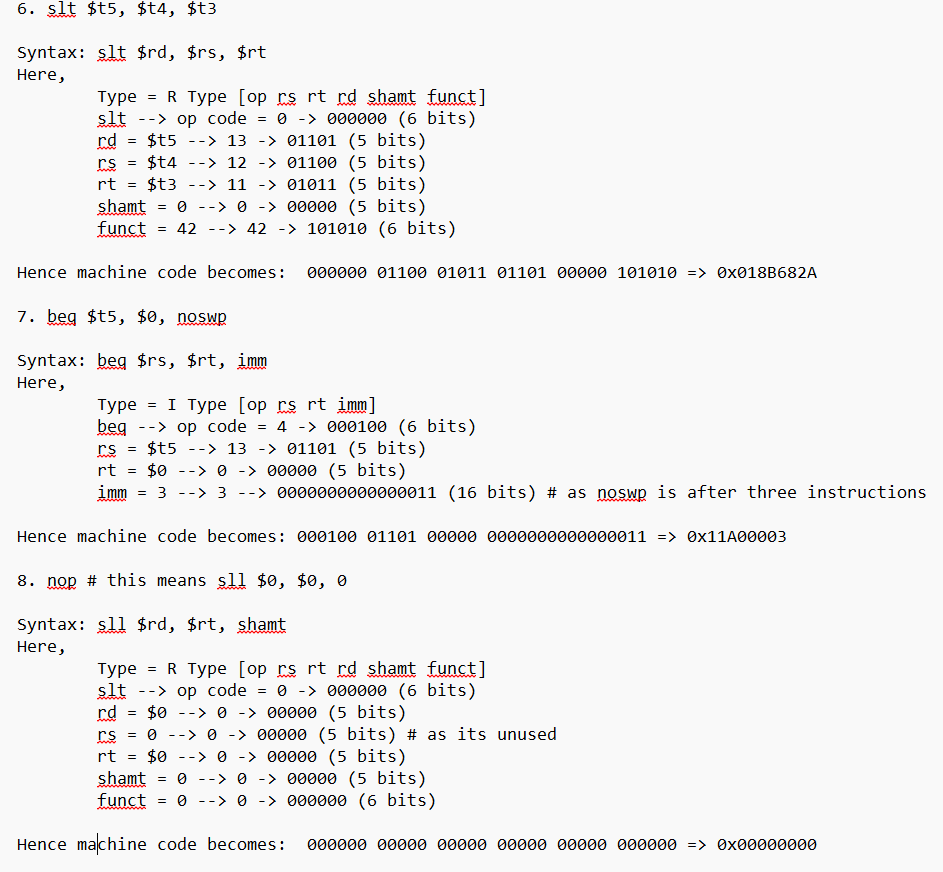 6. slt $t5, $t4, $t3
Syntax: slt $rd, $rs, $rt
Here,
Type = R Type [op rs rt rd shamt funct]
slt --> op code = 0 -> 000000 (6 bits)
rd = $t5 --> 13 -> 01101 (5 bits)
rs = $t4 --> 12 -> 01100 (5 bits)
rt = $t3 --> 11 -> 01011 (5 bits)
shamt = 0 --> 0 -> 00000 (5 bits)
funct = 42 --> 42 -> 101010 (6 bits)
Hence machine code becomes:  000000 01100 01011 01101 00000 101010 => 0x018B682A
7. beq $t5, $0, noswp
Syntax: beq $rs, $rt, imm
Here,
Type = I Type [op rs rt imm]
beq --> op code = 4 -> 000100 (6 bits)
rs = $t5 --> 13 -> 01101 (5 bits)
rt = $0 --> 0 -> 00000 (5 bits)
imm = 3 --> 3 --> 0000000000000011 (16 bits) # as noswp is after three instructions
Hence machine code becomes: 000100 01101 00000 0000000000000011 => 0x11A00003
8. nop # this means sll $0, $0, 0
Syntax: sll $rd, $rt, shamt
Here,
Type = R Type [op rs rt rd shamt funct]
slt --> op code = 0 -> 000000 (6 bits)
rd = $0 --> 0 -> 00000 (5 bits)
rs = 0 --> 0 -> 00000 (5 bits) # as its unused
rt = $0 --> 0 -> 00000 (5 bits)
shamt = 0 --> 0 -> 00000 (5 bits)
funct = 0 --> 0 -> 000000 (6 bits)
Hence machine code becomes:  000000 00000 00000 00000 00000 000000 => 0x00000000